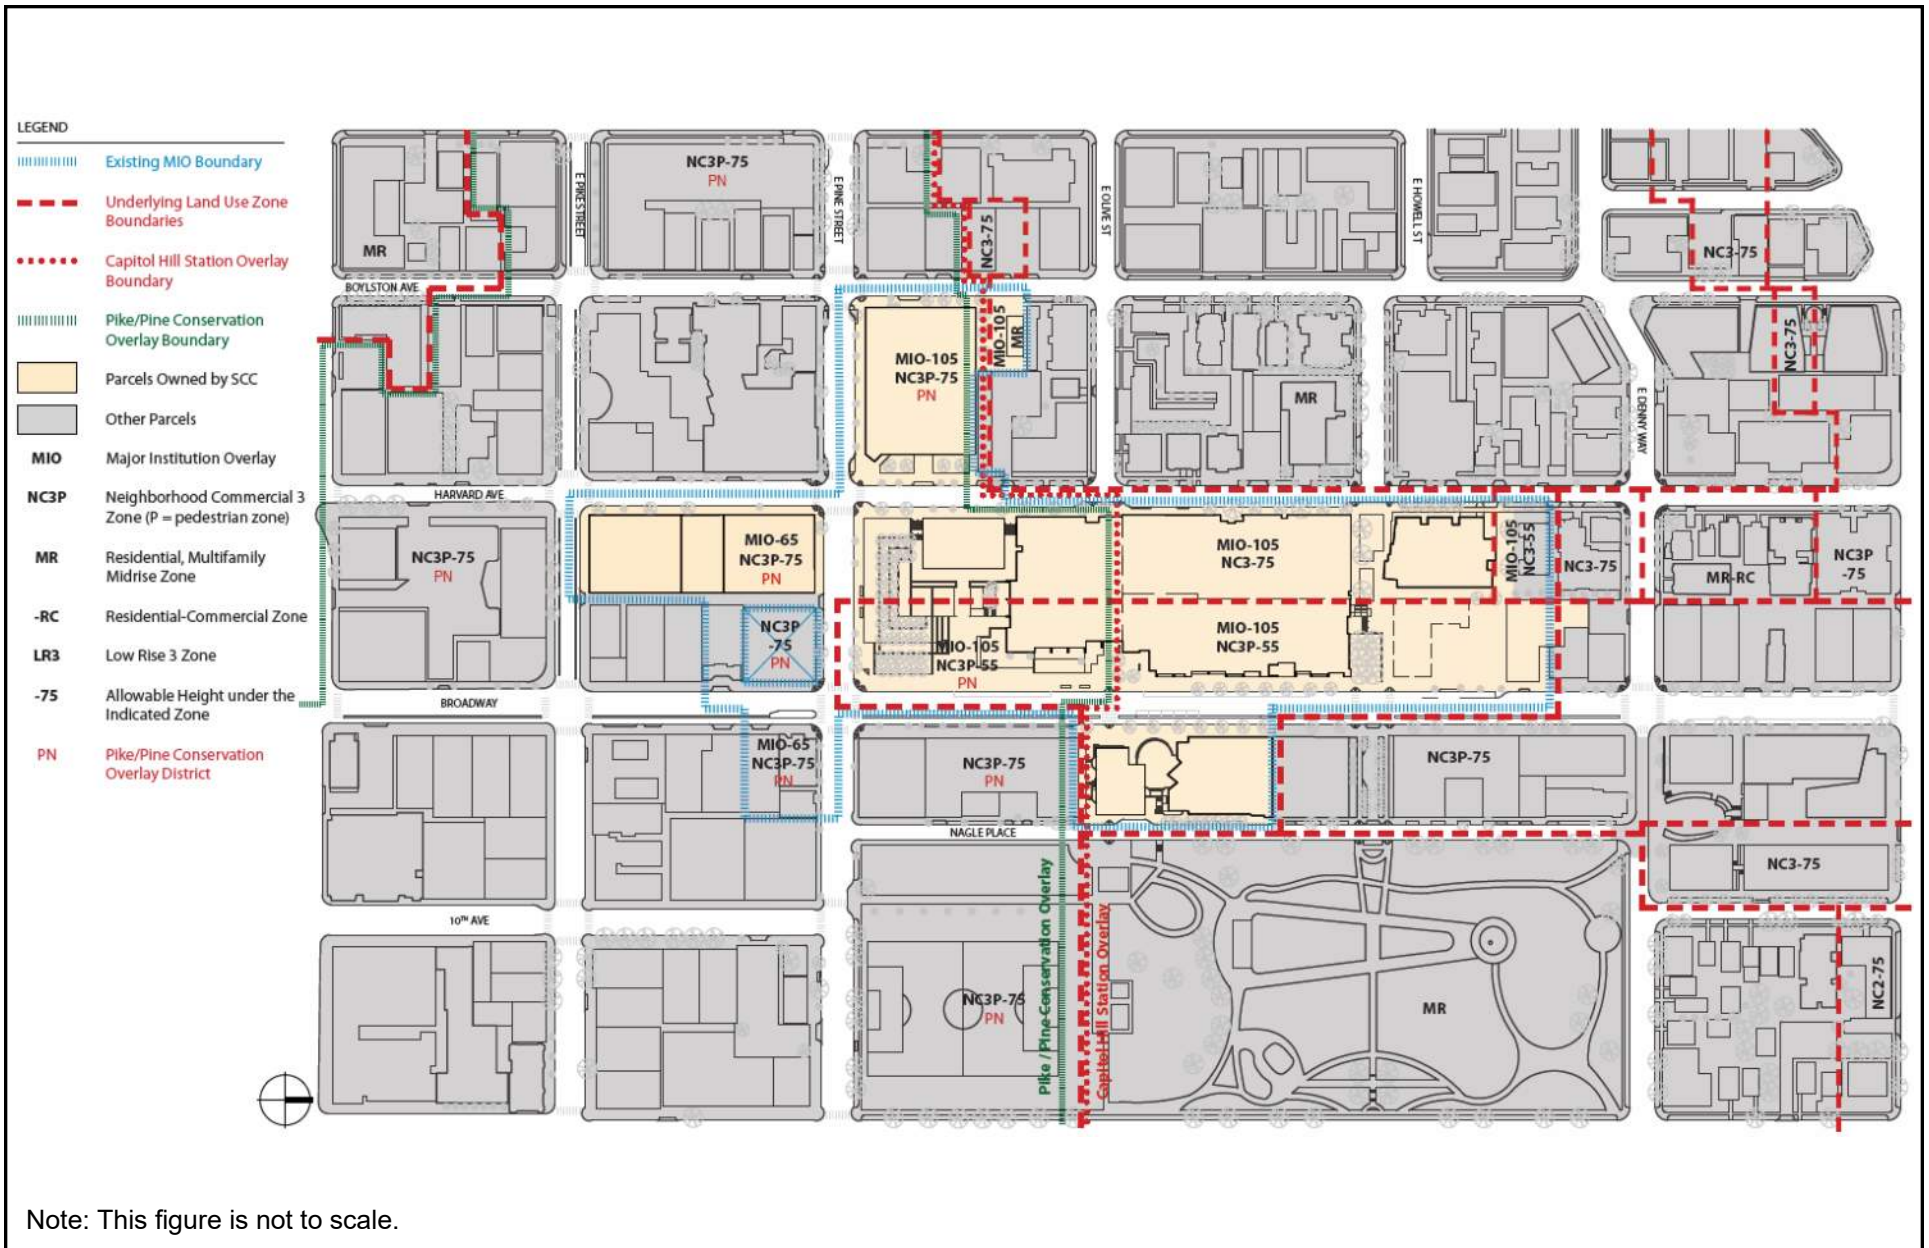 LEGEND
Existing MIO Boundary
Underlying Land Use Zone
Boundaries
Capitol Hill Station Overlay
Boundary
Pike/Pine Conservation
Overlay Boundary
Parcels Owned by SCC
Other Parcels
MIO Major Institution Overlay
NC3P Neighborhood Commercial 3
Zone (P = pedestrian zone)
MR Residential, Multifamily
Midrise Zone
-RC Residential-Commercial Zone
LR3 Low Rise 3 Zone
-75 Allowable Height under the
Indicated Zone
PN Pike/Pine Conservation
Overlay District
MR
E PIKE STREET
NC3P-75
PN
E PINE STREET
NC3-75
E OLIVE ST
E HOWELL ST
NC3-75
BOYLSTON AVE
MIO-105
NC3P-75
PN
MIO-105
MR
MR
NC3-75
E DENNY WAY
HARVARD AVE
NC3P-75
PN
MIO-65
NC3P-75
PN
NC3P
-75
PN
MIO-105
NC3P-55
PN
MIO-105
NC3-75
MIO-105
NC3P-55
MIO-105
NC3-55
NC3-75
MR-RC
NC3P
-75
BROADWAY
MIO-65
NC3P-75
PN
NC3P-75
PN
NC3P-75
NAGLE PLACE
NC3-75
10TH AVE
NC3P-75
PN
Pike / Pine Conservation Overlay
Capitol Hill Station Overlay
MR
NC2-75
Note: This figure is not to scale.